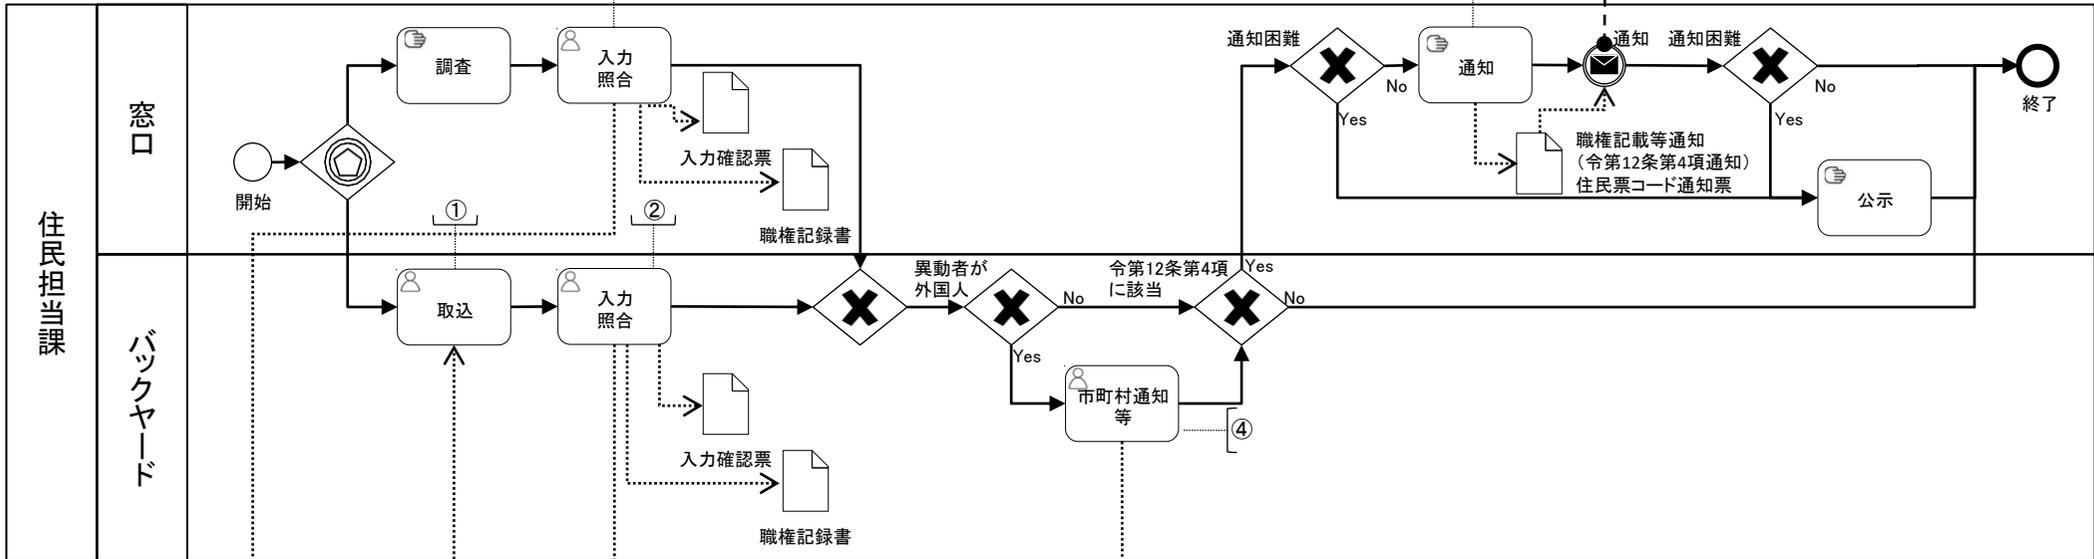 住民担当課
窓口
バックヤード
開始
調査
入力
照合
入力確認票
職権記録書
通知困難
No
Yes
通知
通知
職権記載等通知
（令第12条第4項通知）
住民票コード通知票
通知困難
No
Yes
公示
終了
①
②
取込
入力
照合
入力確認票
職権記録書
異動者が
外国人
No
Yes
市町村通知
等
④
令第12条第4項
に該当
Yes
No